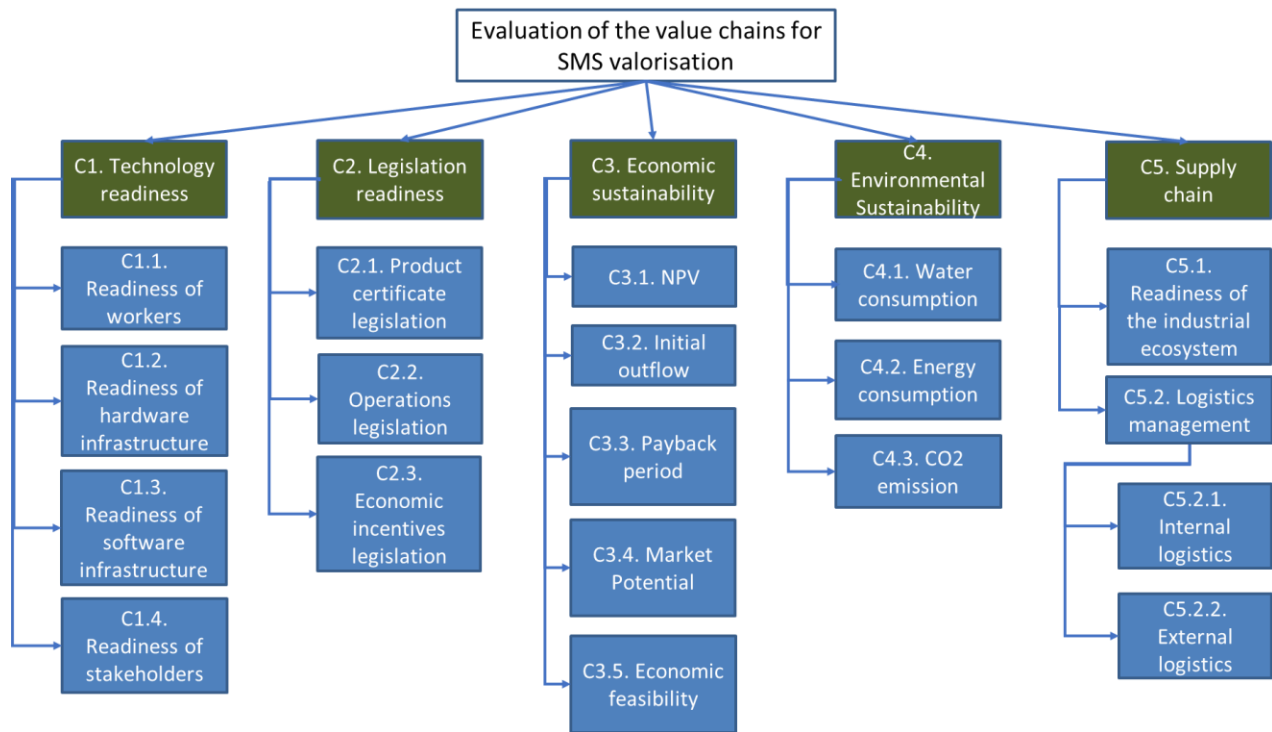 Evaluation of the value chains for
SMS valorisation
C1. Technology
readiness
C1.1.
Readiness of
workers
C1.2.
Readiness of
hardware
infrastructure
C1.3.
Readiness of
software
infrastructure
C1.4.
Readiness of
stakeholders
C2. Legislation
readiness
C2.1. Product
certificate
legislation
C2.2.
Operations
legislation
C2.3.
Economic
incentives
legislation
C3. Economic
sustainability
C3.1. NPV
C3.2. Initial
outflow
C3.3. Payback
period
C3.4. Market
Potential
C3.5. Economic
feasibility
C4.
Environmental
Sustainability
C4.1. Water
consumption
C4.2. Energy
consumption
C4.3. CO2
emission
C5. Supply
chain
C5.1.
Readiness of
the industrial
ecosystem
C5.2. Logistics
management
C5.2.1.
Internal
logistics
C5.2.2.
External
logistics